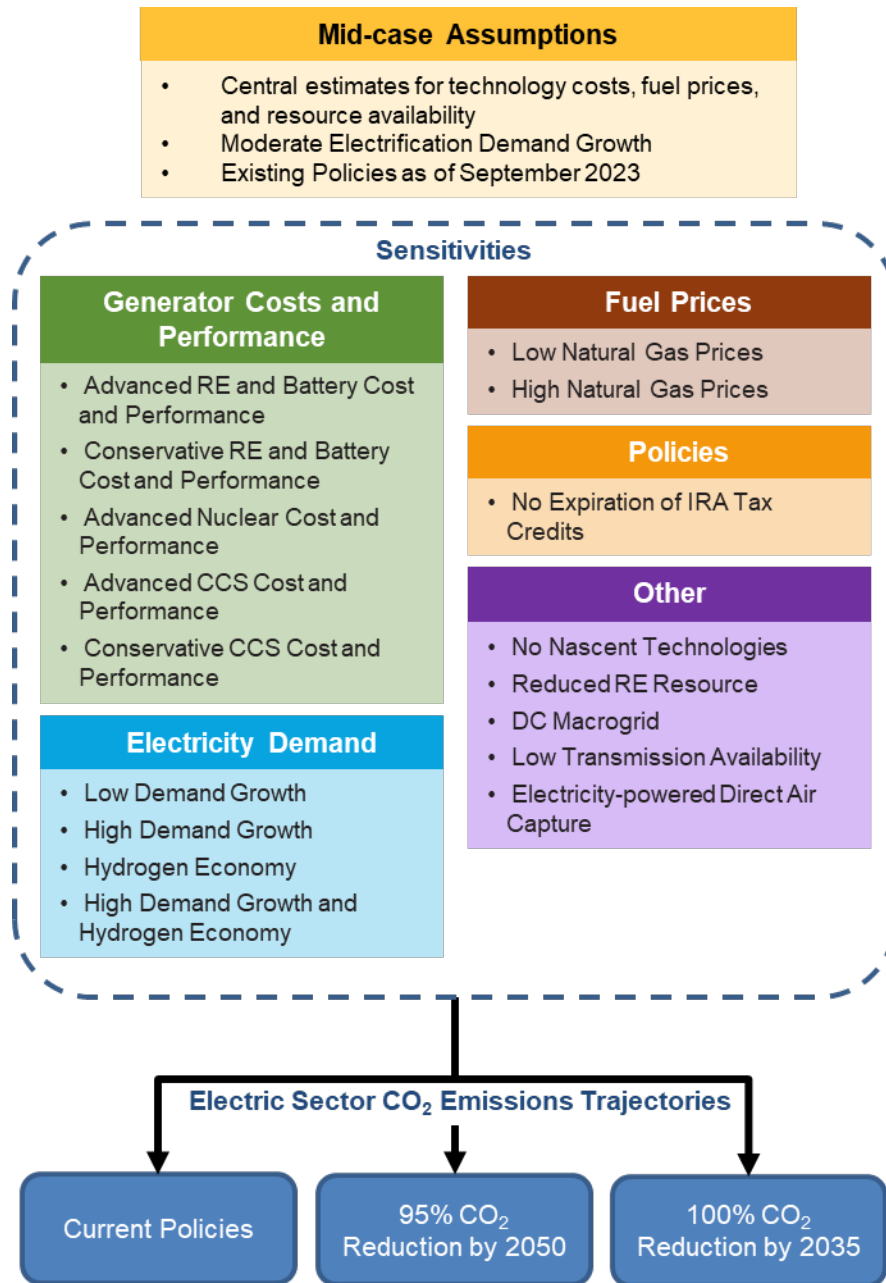 Mid-case Assumptions
• Central estimates for technology costs, fuel prices,
and resource availability
• Moderate Electrification Demand Growth
• Existing Policies as of September 2023
Sensitivities
Generator Costs and
Performance
• Advanced RE and Battery Cost
and Performance
• Conservative RE and Battery
Cost and Performance
• Advanced Nuclear Cost and
Performance
• Advanced CCS Cost and
Performance
• Conservative CCS Cost and
Performance
Electricity Demand
• Low Demand Growth
• High Demand Growth
• Hydrogen Economy
• High Demand Growth and
Hydrogen Economy
Fuel Prices
• Low Natural Gas Prices
• High Natural Gas Prices
Policies
• No Expiration of IRA Tax
Credits
Other
• No Nascent Technologies
• Reduced RE Resource
• DC Macrogrid
• Low Transmission Availability
• Electricity-powered Direct Air
Capture
Electric Sector CO₂ Emissions Trajectories
Current Policies
95% CO₂
Reduction by 2050
100% CO₂
Reduction by 2035